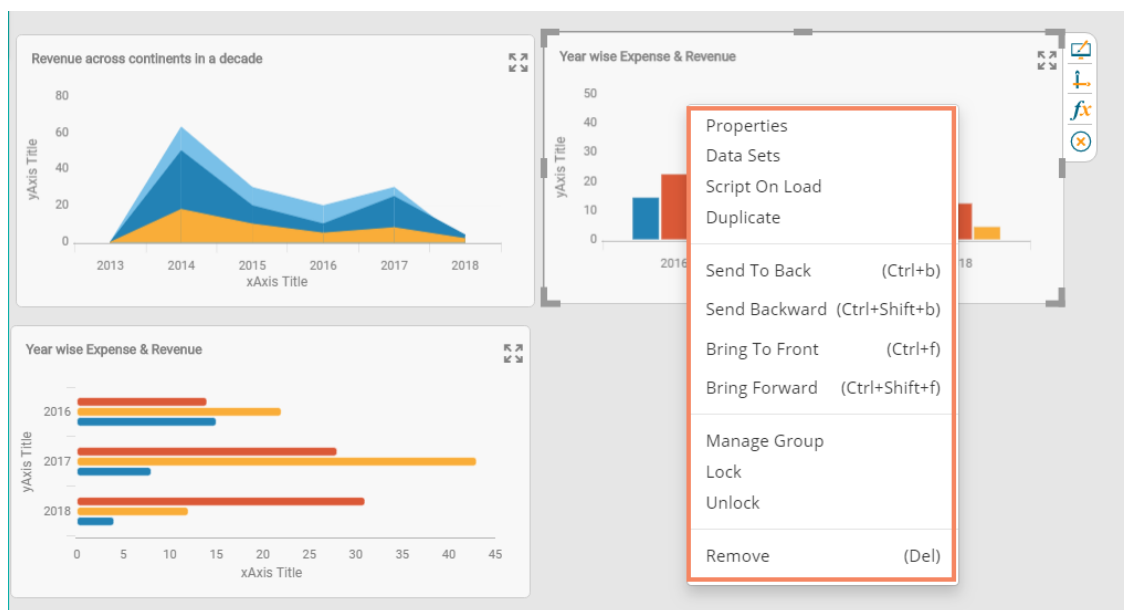 Revenue across continents in a decade
80
60
40
20
0
yAxis Title
2013 2014 2015 2016 2017 2018
xAxis Title
Year wise Expense & Revenue
50
40
30
20
10
0
yAxis Title
2016
18
fx
Properties
Data Sets
Script On Load
Duplicate
Send To Back (Ctrl+b)
Send Backward (Ctrl+Shift+b)
Bring To Front (Ctrl+f)
Bring Forward (Ctrl+Shift+f)
Manage Group
Lock
Unlock
Remove (Del)
Year wise Expense & Revenue
2016
2017
2018
yAxis Title
0 5 10 15 20 25 30 35 40 45
xAxis Title